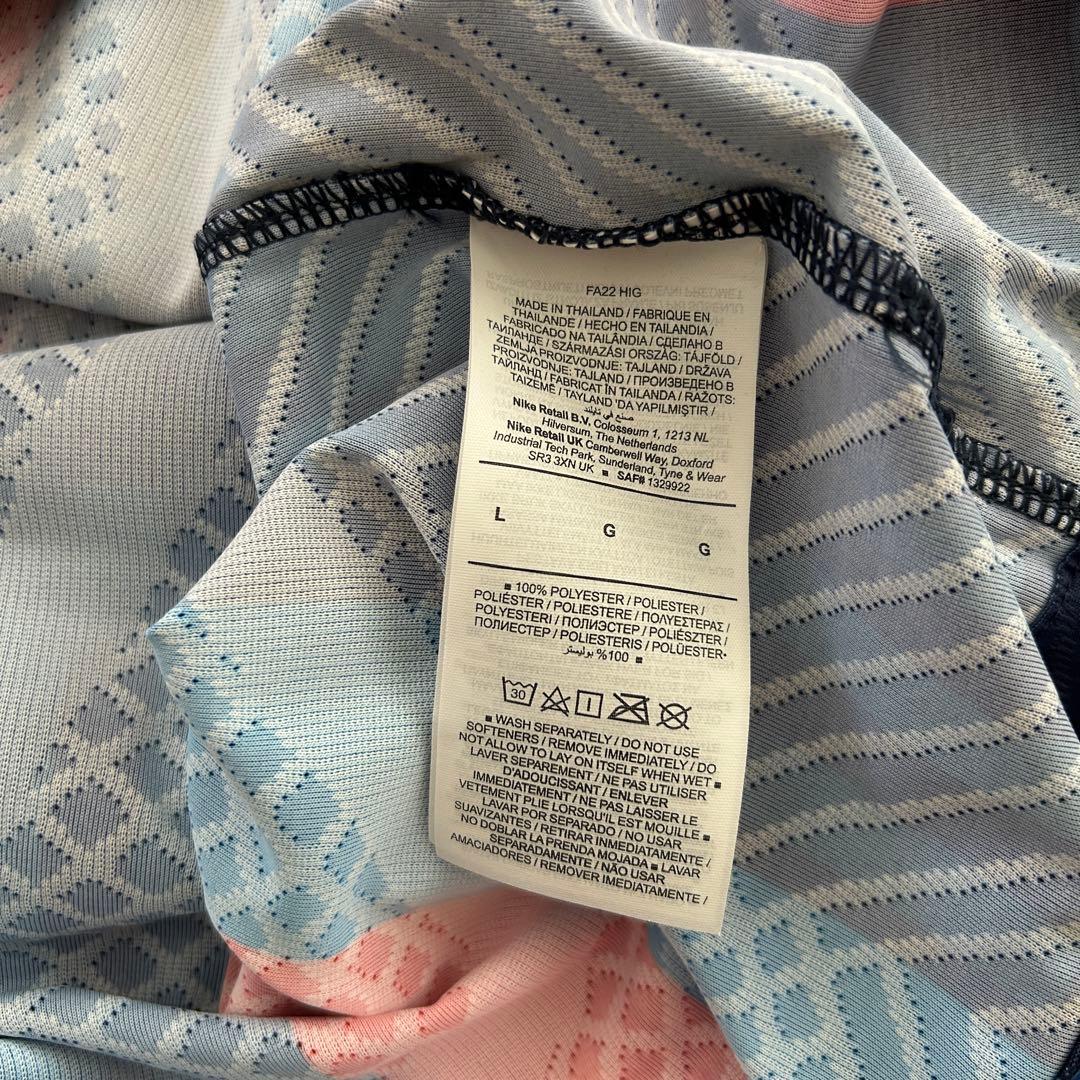 FA22 HIG
MADE IN THAILAND / FABRIQUE EN
THAILANDE / HECHO EN TAILANDIA /
FABRICADO NA TAILÂNDIA / СДЕЛАНО В
ТАИЛАНДЕ / SZÁRMAZÁSI ORSZÁG: TÁJFÖLD /
ZEMLJA PROIZVODNJE: TAJLAND / DRŽAVA
PROIZVODNJE: TAJLAND / ПРОИЗВЕДЕНО В
ТАЙЛАНД / FABRICAT ÎN TAILANDA / RAŽOTS:
TAIZEMĒ / TAYLAND 'DA YAPILMIŞTIR /
صنع في تايلند
Nike Retail B.V. Colosseum 1, 1213 NL
Hilversum, The Netherlands
Nike Retail UK Camberwell Way, Doxford
Industrial Tech Park, Sunderland, Tyne & Wear
SR3 3XN UK ■ SAF# 1329922
L G G
■ 100% POLYESTER / POLIESTER /
POLIÉSTER / POLIESTERE / ΠΟΛΥΕΣΤΕΡΑΣ /
POLYESTERI / ПОЛИЭСТЕР / POLIÉSZTER /
ПОЛИЕСТЕР / POLIESTERIS / POLÜESTER
100% بوليستر ■
30
■ WASH SEPARATELY / DO NOT USE
SOFTENERS / REMOVE IMMEDIATELY / DO
NOT ALLOW TO LAY ON ITSELF WHEN WET ■
LAVER SEPAREMENT / NE PAS UTILISER
D'ADOUCISSANT / ENLEVER
IMMEDIATEMENT / NE PAS LAISSER LE
VETEMENT PLIE LORSQU'IL EST MOUILLE ■
LAVAR POR SEPARADO / NO USAR
SUAVIZANTES / RETIRAR INMEDIATAMENTE /
NO DOBLAR LA PRENDA MOJADA ■ LAVAR
SEPARADAMENTE / NÃO USAR
AMACIADORES / REMOVER IMEDIATAMENTE /